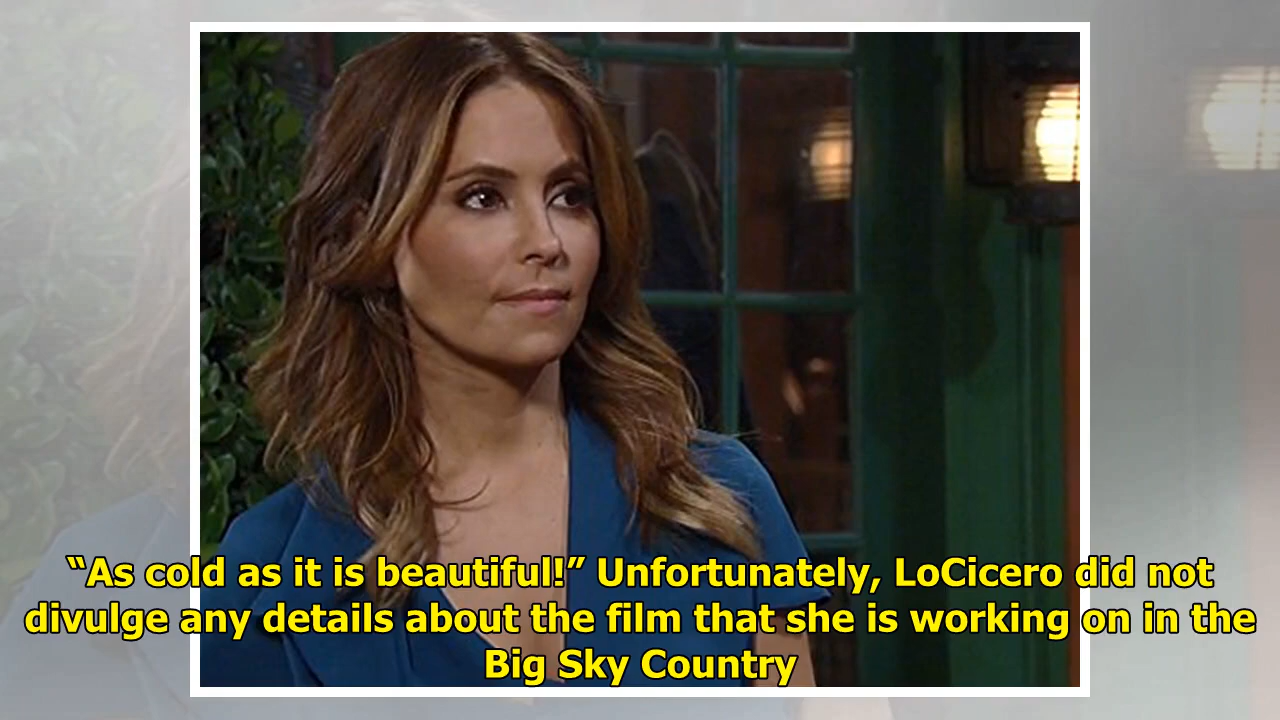 “As cold as it is beautiful!” Unfortunately, LoCicero did not
divulge any details about the film that she is working on in the
Big Sky Country